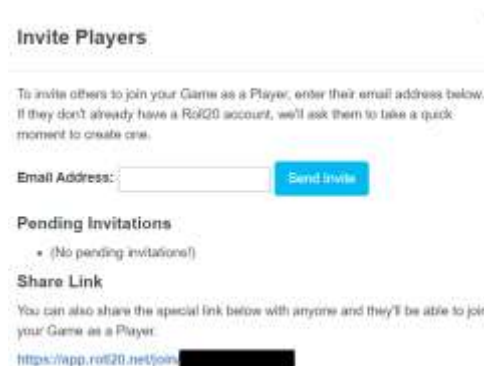 Invite Players
To invite others to join your Game as a Player, enter their email address below.
If they don't already have a Roll20 account, we'll ask them to take a quick
moment to create one.
Email Address:
Send Invite
Pending Invitations
• (No pending invitations!)
Share Link
You can also share the special link below with anyone and they'll be able to joi
your Game as a Player.
https://app.roll20.net/join/